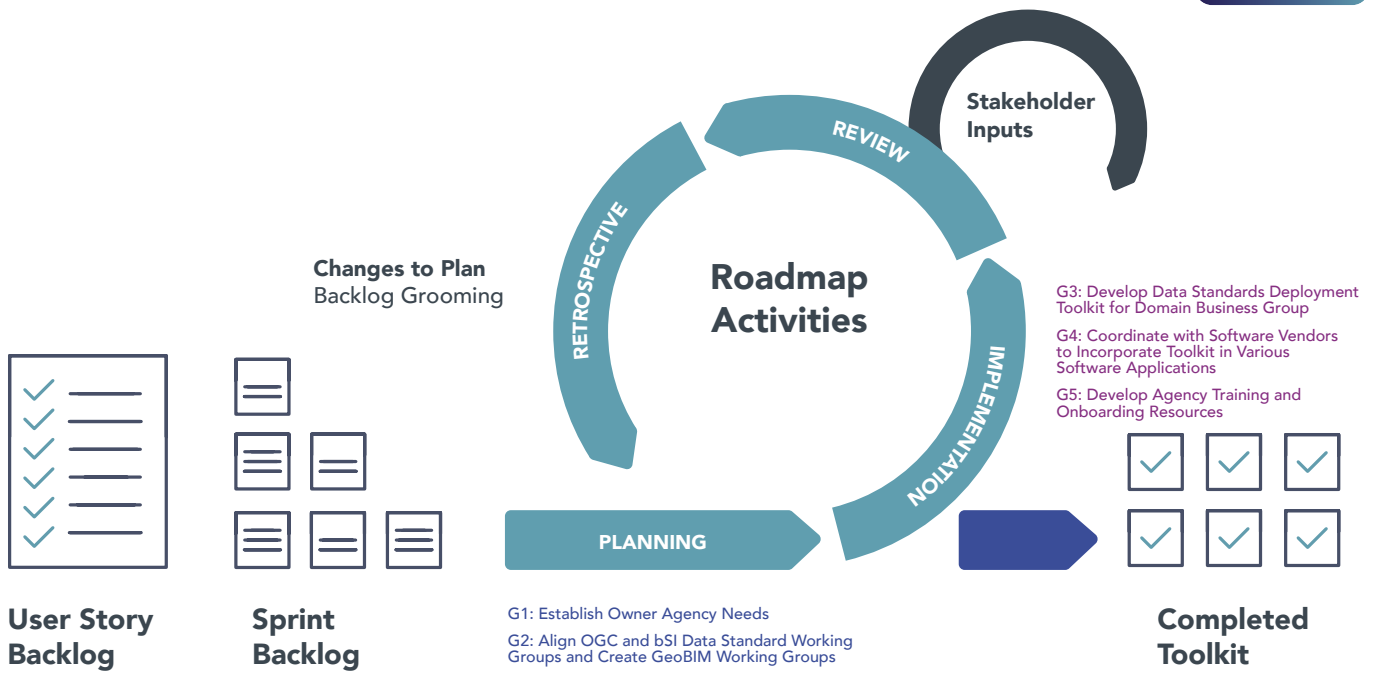 Stakeholder
Inputs
REVIEW
RETROSPECTIVE
Changes to Plan
Backlog Grooming
Roadmap
Activities
IMPLEMENTATION
G3: Develop Data Standards Deployment
Toolkit for Domain Business Group
G4: Coordinate with Software Vendors
to Incorporate Toolkit in Various
Software Applications
G5: Develop Agency Training and
Onboarding Resources
PLANNING
User Story
Backlog
Sprint
Backlog
G1: Establish Owner Agency Needs
G2: Align OGC and bSI Data Standard Working
Groups and Create GeoBIM Working Groups
Completed
Toolkit